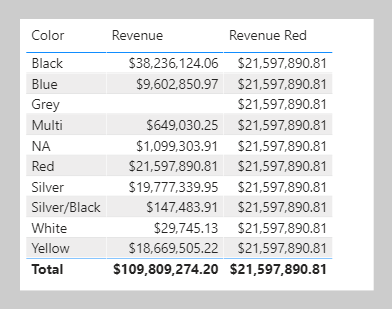 Color Revenue Revenue Red
Black $38,236,124.06 $21,597,890.81
Blue $9,602,850.97 $21,597,890.81
Grey $21,597,890.81
Multi $649,030.25 $21,597,890.81
NA $1,099,303.91 $21,597,890.81
Red $21,597,890.81 $21,597,890.81
Silver $19,777,339.95 $21,597,890.81
Silver/Black $147,483.91 $21,597,890.81
White $29,745.13 $21,597,890.81
Yellow $18,669,505.22 $21,597,890.81
Total $109,809,274.20 $21,597,890.81